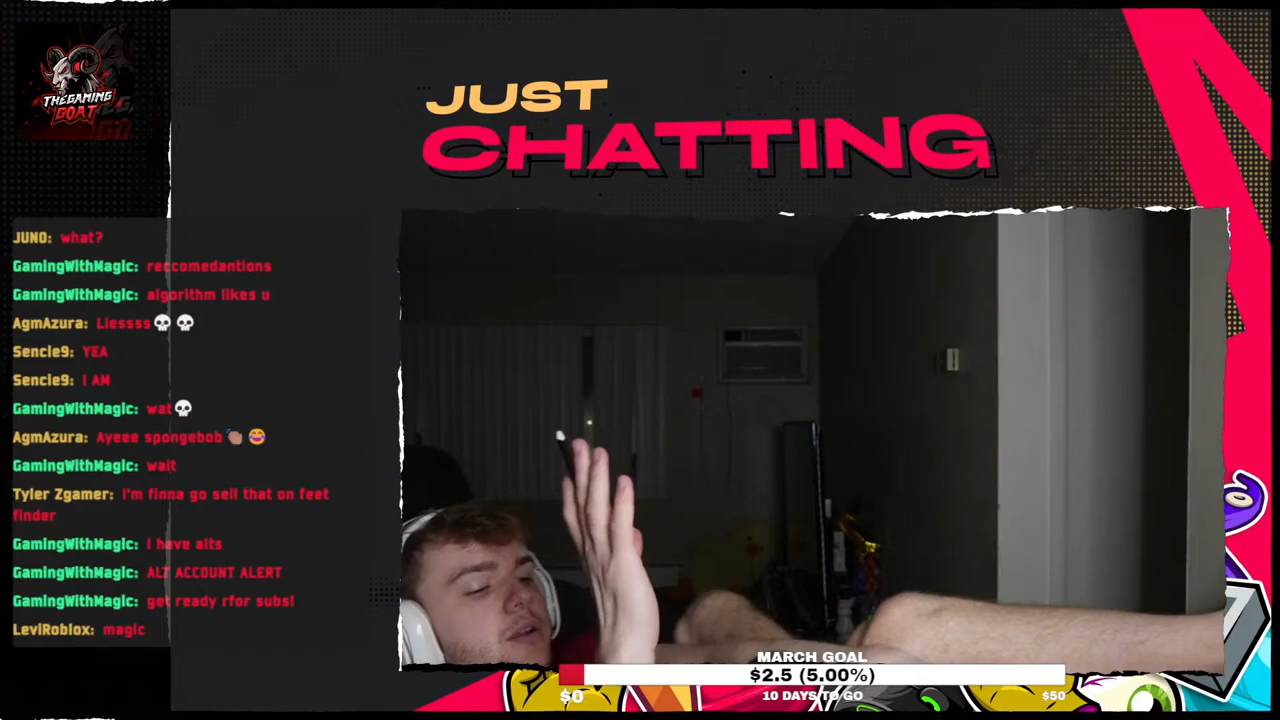 THEGAMING
GOAT
JUST
CHATTING
JUNO: what?
GamingWithMagic: reccomedantions
GamingWithMagic: algorithm likes u
AgmAzura: Liessss💀💀
Sencie9: YEA
Sencie9: I AM
GamingWithMagic: wat💀
AgmAzura: Ayeee spongebob👋🏽😂
GamingWithMagic: wait
Tyler Zgamer: I'm finna go sell that on feet
finder
GamingWithMagic: I have alts
GamingWithMagic: ALT ACCOUNT ALERT
GamingWithMagic: get ready rfor subs!
LeviRoblox: magic
MARCH GOAL
$2.5 (5.00%)
$0 10 DAYS TO GO $50